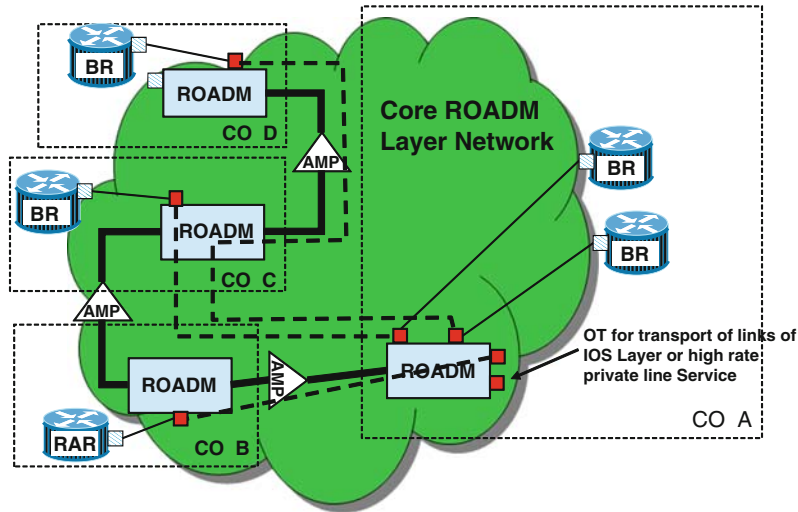 BR
ROADM
CO D
Core ROADM
Layer Network
AMP
BR
BR
ROADM
CO C
BR
AMP
OT for transport of links of
IOS Layer or high rate
private line Service
ROADM
AMP
ROADM
RAR
CO B
CO A